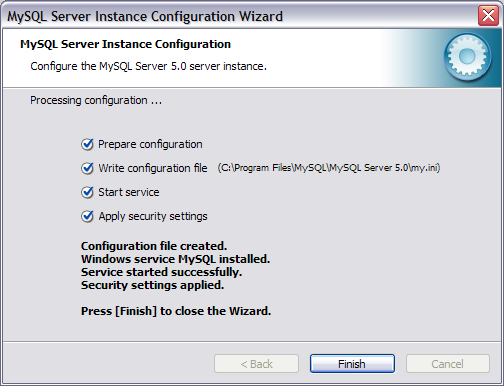 MySQL Server Instance Configuration Wizard
MySQL Server Instance Configuration
Configure the MySQL Server 5.0 server instance.
Processing configuration ...
Prepare configuration
Write configuration file (C:\Program Files\MySQL\MySQL Server 5.0\my.ini)
Start service
Apply security settings
Configuration file created.
Windows service MySQL installed.
Service started successfully.
Security settings applied.
Press [Finish] to close the Wizard.
< Back Finish Cancel